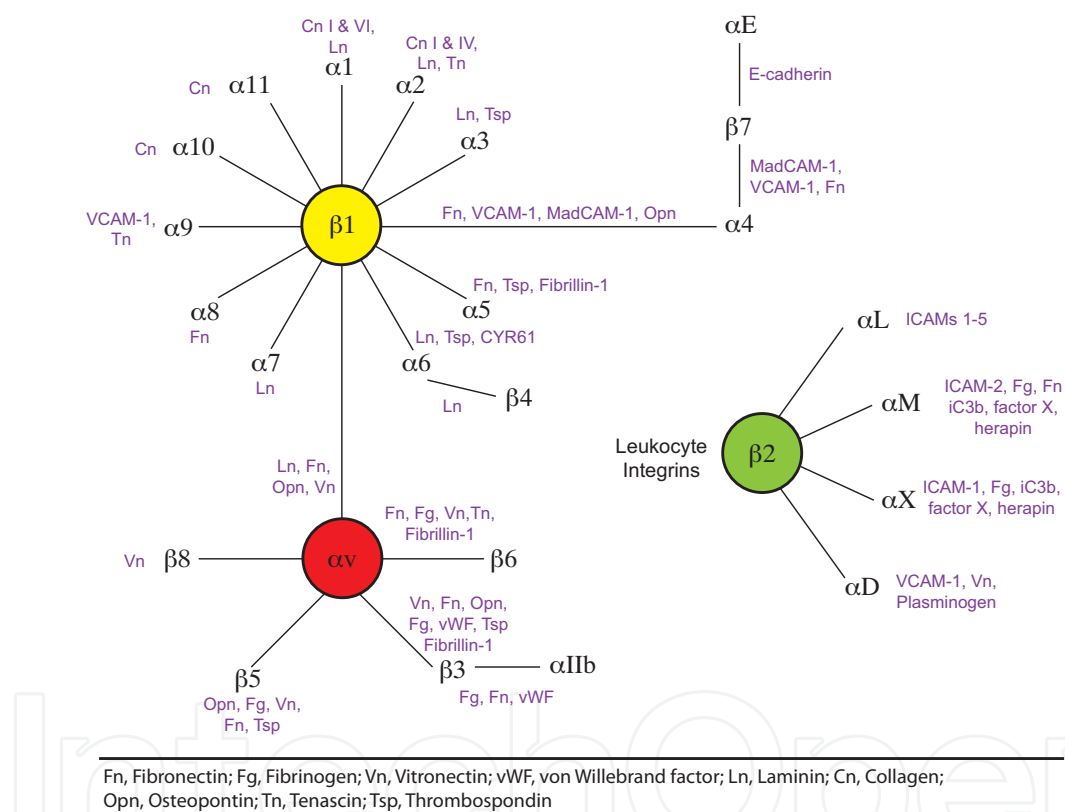 Cn I & VI,
Ln
α1
Cn I & IV,
Ln, Tn
α2
Cn α11
Ln, Tsp
α3
Cn α10
VCAM-1,
Tn
α9
β1
Fn, VCAM-1, MadCAM-1, Opn
α4
αE
E-cadherin
β7
MadCAM-1,
VCAM-1, Fn
α8
Fn
α7
Ln
Fn, Tsp, Fibrillin-1
α5
Ln, Tsp, CYR61
α6
Ln
β4
Ln, Fn,
Opn, Vn
Leukocyte
Integrins
β2
αL ICAMs 1-5
αM
ICAM-2, Fg, Fn
iC3b, factor X,
herapin
αX
ICAM-1, Fg, iC3b,
factor X, herapin
αD
VCAM-1, Vn,
Plasminogen
Vn β8
αv
Fn, Fg, Vn,Tn,
Fibrillin-1
β6
Vn, Fn, Opn,
Fg, vWF, Tsp
Fibrillin-1
β3
αIIb
Fg, Fn, vWF
β5
Opn, Fg, Vn,
Fn, Tsp
IntechOpen
Fn, Fibronectin; Fg, Fibrinogen; Vn, Vitronectin; vWF, von Willebrand factor; Ln, Laminin; Cn, Collagen;
Opn, Osteopontin; Tn, Tenascin; Tsp, Thrombospondin